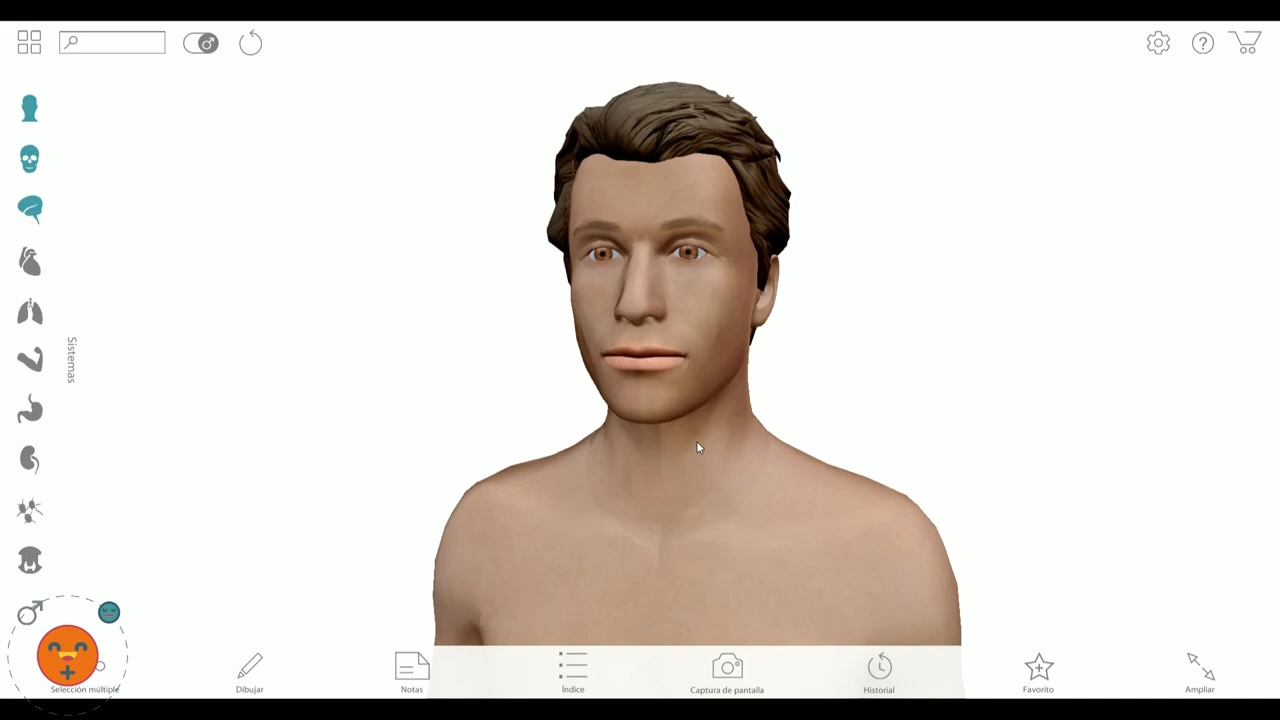 Sistemas
Selección múltiple
Dibujar
Notas
Índice
Captura de pantalla
Historial
Favorito
Ampliar